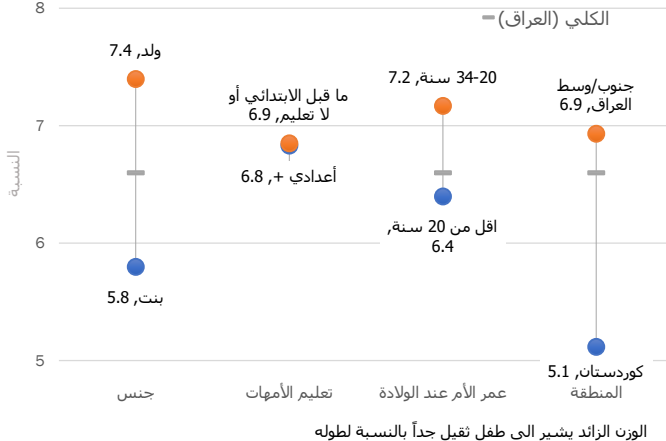 8
الكلي (العراق)
ولد, 7.4
ما قبل الابتدائي أو
لا تعليم, 6.9
20-34 سنة, 7.2
جنوب/وسط
العراق, 6.9
7
النسبة
أعدادي +, 6.8
اقل من 20 سنة,
6.4
6
بنت, 5.8
كوردستان, 5.1
5
جنس
تعليم الأمهات
عمر الأم عند الولادة
المنطقة
الوزن الزائد يشير الى طفل ثقيل جداً بالنسبة لطوله